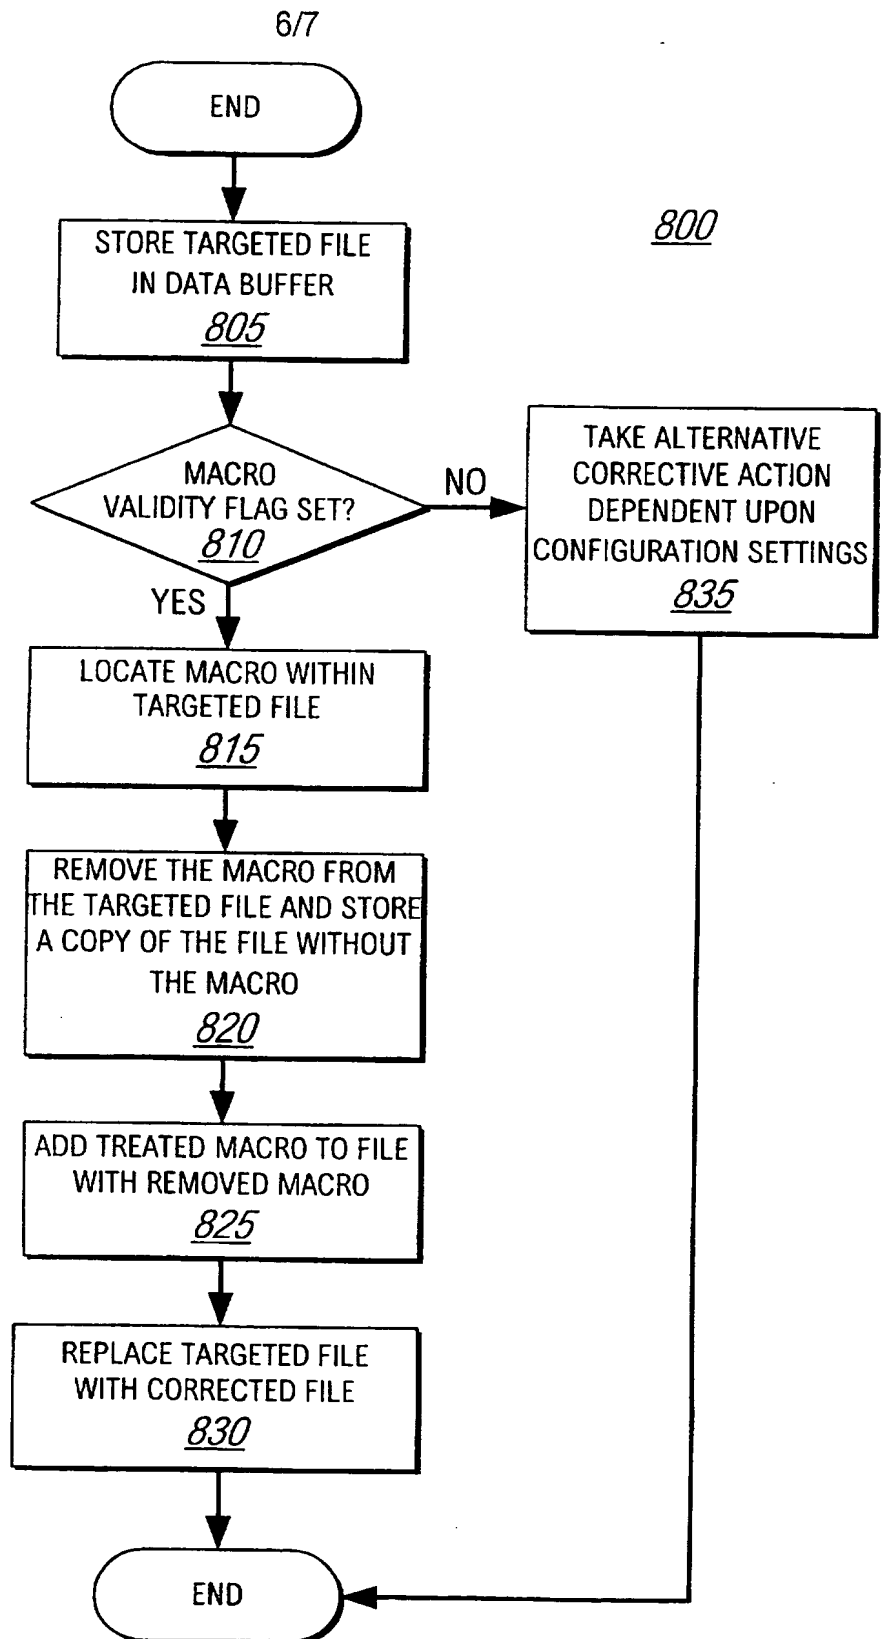 6/7
END
STORE TARGETED FILE
IN DATA BUFFER
805
800
MACRO
VALIDITY FLAG SET?
810
NO
YES
TAKE ALTERNATIVE
CORRECTIVE ACTION
DEPENDENT UPON
CONFIGURATION SETTINGS
835
LOCATE MACRO WITHIN
TARGETED FILE
815
REMOVE THE MACRO FROM
THE TARGETED FILE AND STORE
A COPY OF THE FILE WITHOUT
THE MACRO
820
ADD TREATED MACRO TO FILE
WITH REMOVED MACRO
825
REPLACE TARGETED FILE
WITH CORRECTED FILE
830
END